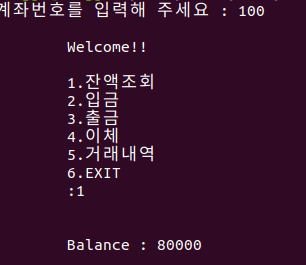 계좌번호를 입력해 주세요 : 100
Welcome!!
1.잔액조회
2.입금
3.출금
4.이체
5.거래내역
6.EXIT
:1
Balance : 80000